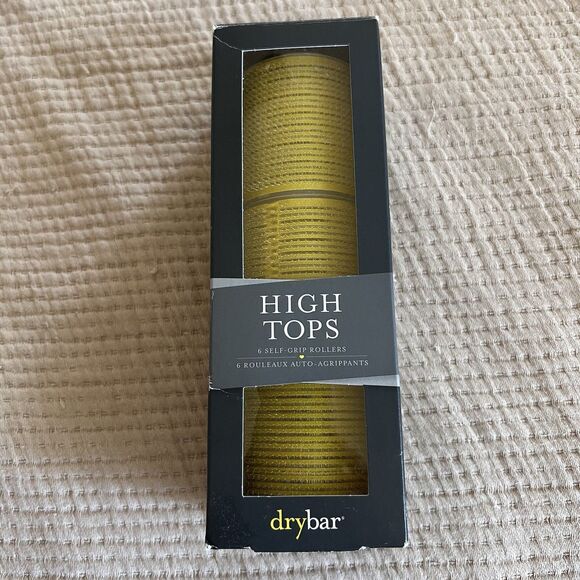 HIGH
TOPS
6 SELF-GRIP ROLLERS
6 ROULEAUX AUTO-AGRIPPANTS
drybar®